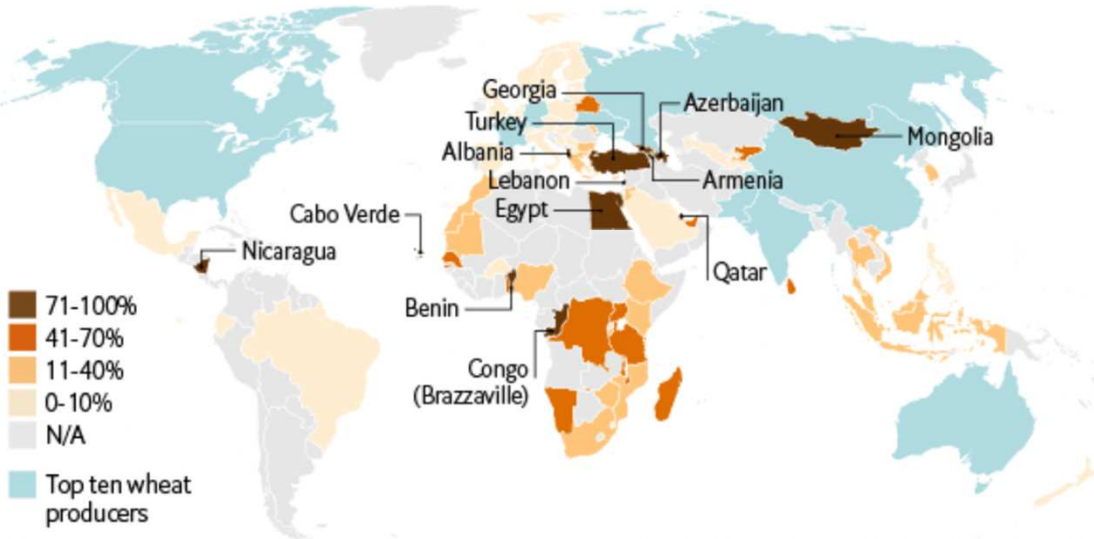 Georgia
Azerbaijan
Turkey
Mongolia
Albania
Lebanon
Armenia
Cabo Verde
Egypt
Nicaragua
Qatar
Benin
Congo
(Brazzaville)
71-100%
41-70%
11-40%
0-10%
N/A
Top ten wheat
producers